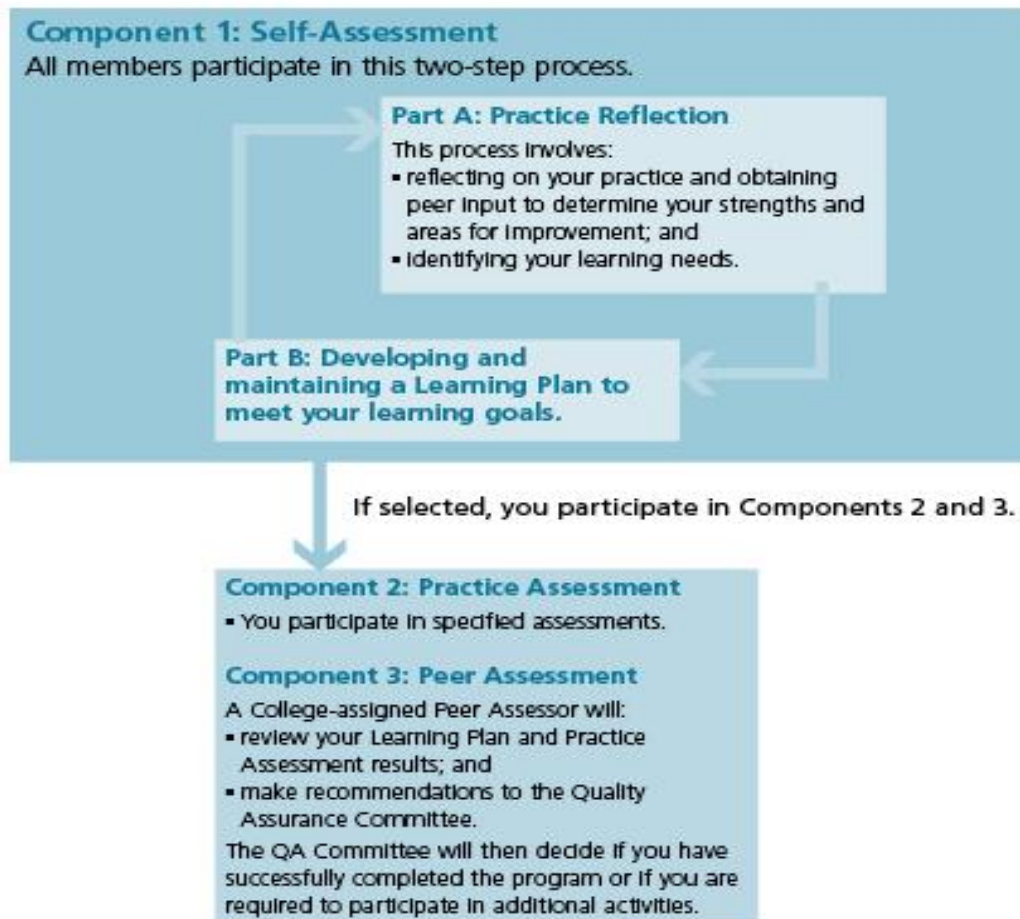 Component 1: Self-Assessment
All members participate in this two-step process.
Part A: Practice Reflection
This process involves:
▪ reflecting on your practice and obtaining
peer input to determine your strengths and
areas for improvement; and
▪ identifying your learning needs.
Part B: Developing and
maintaining a Learning Plan to
meet your learning goals.
If selected, you participate in Components 2 and 3.
Component 2: Practice Assessment
▪ You participate in specified assessments.
Component 3: Peer Assessment
A College-assigned Peer Assessor will:
▪ review your Learning Plan and Practice
Assessment results; and
▪ make recommendations to the Quality
Assurance Committee.
The QA Committee will then decide if you have
successfully completed the program or if you are
required to participate in additional activities.